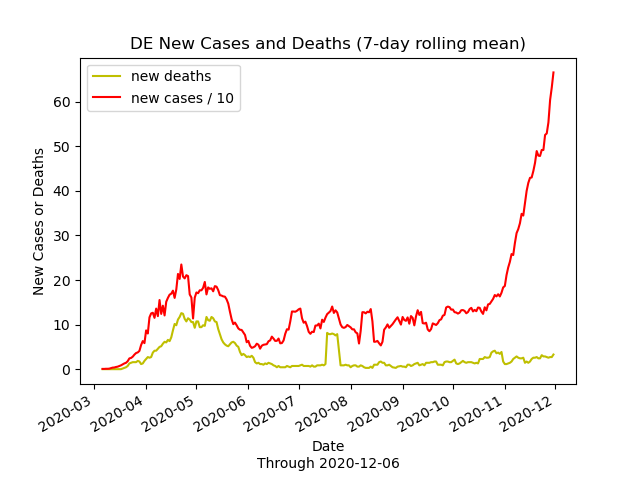 DE New Cases and Deaths (7-day rolling mean)
new deaths
new cases / 10
New Cases or Deaths
60
50
40
30
20
10
0
2020-03
2020-04
2020-05
2020-06
2020-07
2020-08
2020-09
2020-10
2020-11
2020-12
Date
Through 2020-12-06